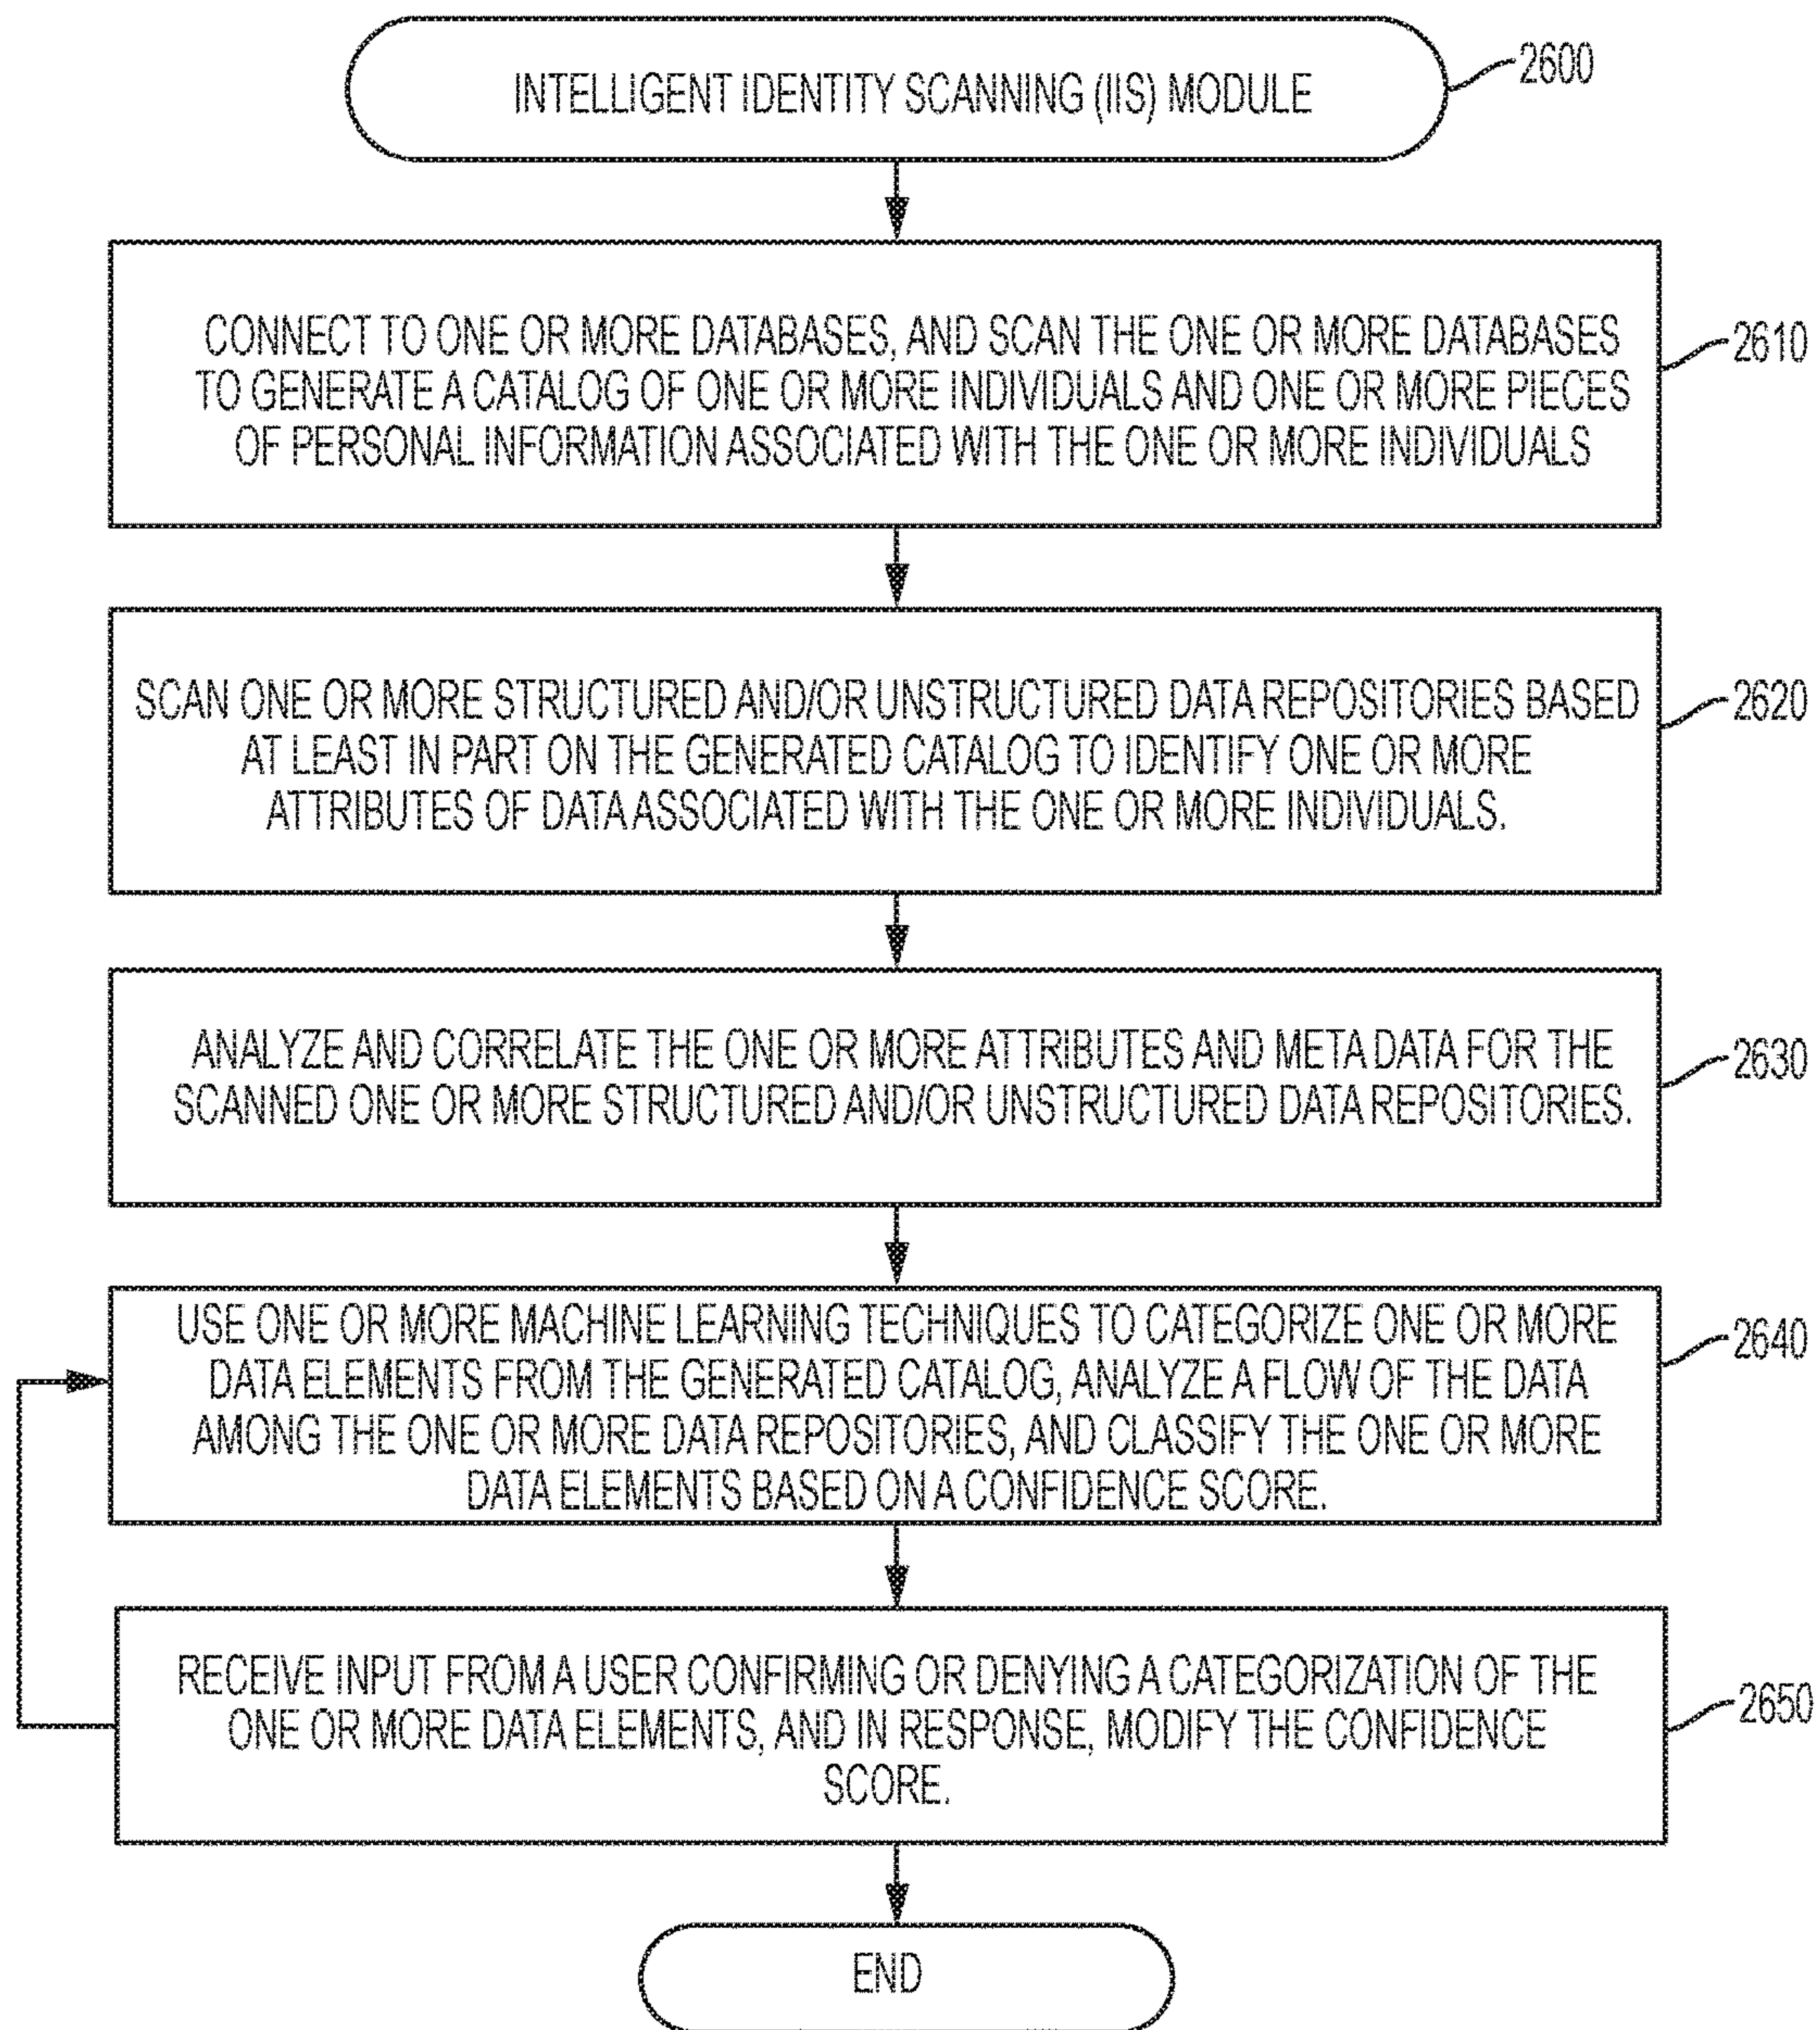 INTELLIGENT IDENTITY SCANNING (IIS) MODULE
2600
CONNECT TO ONE OR MORE DATABASES, AND SCAN THE ONE OR MORE DATABASES
TO GENERATE A CATALOG OF ONE OR MORE INDIVIDUALS AND ONE OR MORE PIECES
OF PERSONAL INFORMATION ASSOCIATED WITH THE ONE OR MORE INDIVIDUALS
2610
SCAN ONE OR MORE STRUCTURED AND/OR UNSTRUCTURED DATA REPOSITORIES BASED
AT LEAST IN PART ON THE GENERATED CATALOG TO IDENTIFY ONE OR MORE
ATTRIBUTES OF DATA ASSOCIATED WITH THE ONE OR MORE INDIVIDUALS.
2620
ANALYZE AND CORRELATE THE ONE OR MORE ATTRIBUTES AND META DATA FOR THE
SCANNED ONE OR MORE STRUCTURED AND/OR UNSTRUCTURED DATA REPOSITORIES.
2630
USE ONE OR MORE MACHINE LEARNING TECHNIQUES TO CATEGORIZE ONE OR MORE
DATA ELEMENTS FROM THE GENERATED CATALOG, ANALYZE A FLOW OF THE DATA
AMONG THE ONE OR MORE DATA REPOSITORIES, AND CLASSIFY THE ONE OR MORE
DATA ELEMENTS BASED ON A CONFIDENCE SCORE.
2640
RECEIVE INPUT FROM A USER CONFIRMING OR DENYING A CATEGORIZATION OF THE
ONE OR MORE DATA ELEMENTS, AND IN RESPONSE, MODIFY THE CONFIDENCE
SCORE.
2650
END